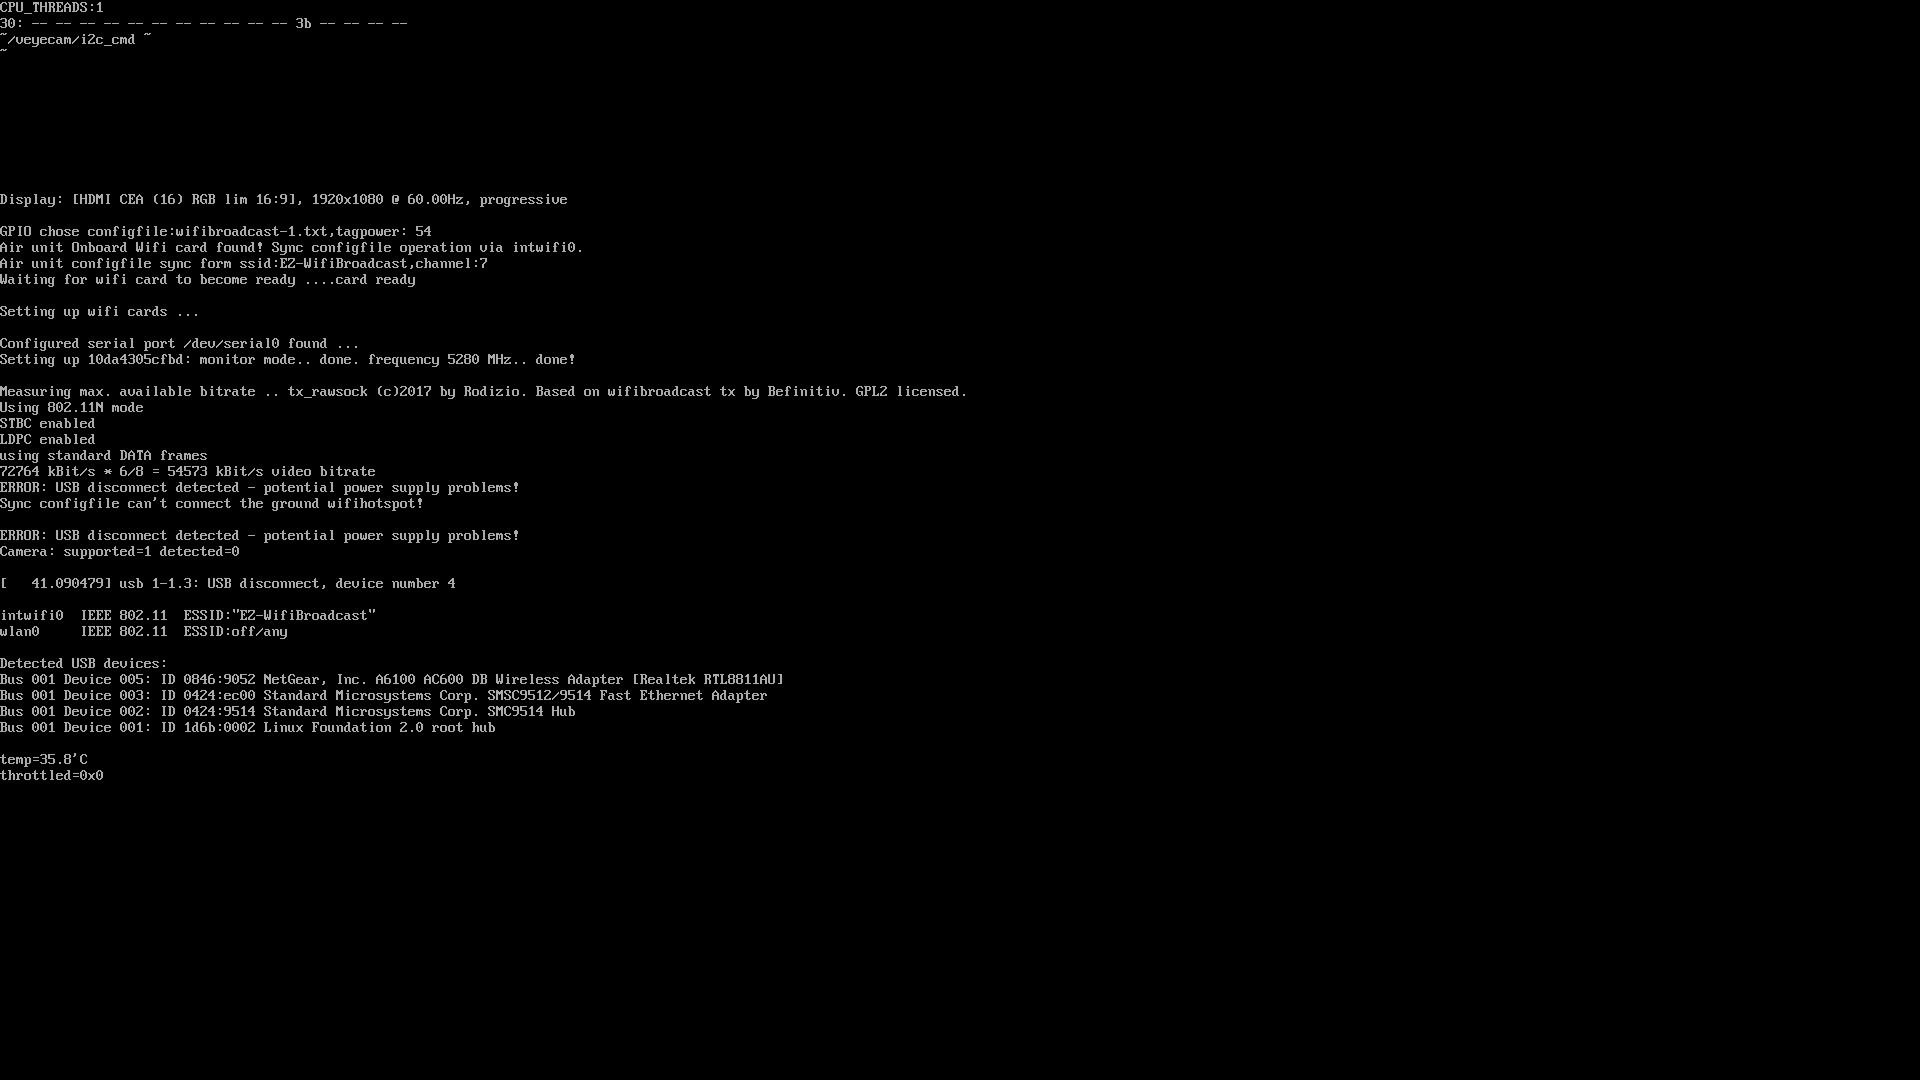 CPU_THREADS:1
30: -- -- -- -- -- -- -- -- -- -- -- 3b -- -- -- --
~/veyecam/i2c_cmd ~
~
Display: [HDMI CEA (16) RGB lim 16:9], 1920x1080 @ 60.00Hz, progressive
GPIO chose configfile:wifibroadcast-1.txt,tagpower: 54
Air unit Onboard Wifi card found! Sync configfile operation via intwifi0.
Air unit configfile sync form ssid:EZ-WifiBroadcast,channel:7
Waiting for wifi card to become ready ....card ready
Setting up wifi cards ...
Configured serial port /dev/serial0 found ...
Setting up 10da4305cfbd: monitor mode.. done. frequency 5280 MHz.. done!
Measuring max. available bitrate .. tx_rawsock (c)2017 by Rodizio. Based on wifibroadcast tx by Befinitiv. GPL2 licensed.
Using 802.11N mode
STBC enabled
LDPC enabled
using standard DATA frames
72764 kBit/s * 6/8 = 54573 kBit/s video bitrate
ERROR: USB disconnect detected - potential power supply problems!
Sync configfile can't connect the ground wifihotspot!
ERROR: USB disconnect detected - potential power supply problems!
Camera: supported=1 detected=0
[   41.090479] usb 1-1.3: USB disconnect, device number 4
intwifi0  IEEE 802.11  ESSID:"EZ-WifiBroadcast"
wlan0     IEEE 802.11  ESSID:off/any
Detected USB devices:
Bus 001 Device 005: ID 0846:9052 NetGear, Inc. A6100 AC600 DB Wireless Adapter [Realtek RTL8811AU]
Bus 001 Device 003: ID 0424:ec00 Standard Microsystems Corp. SMSC9512/9514 Fast Ethernet Adapter
Bus 001 Device 002: ID 0424:9514 Standard Microsystems Corp. SMC9514 Hub
Bus 001 Device 001: ID 1d6b:0002 Linux Foundation 2.0 root hub
temp=35.8'C
throttled=0x0